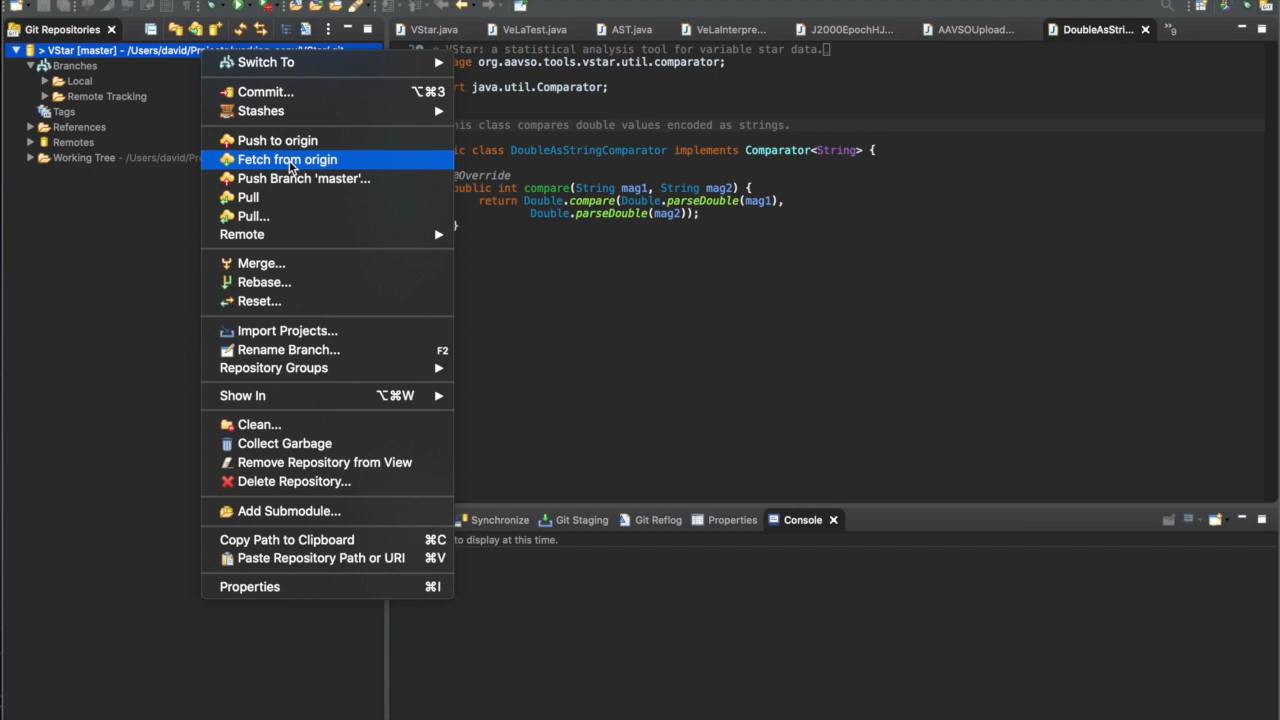 Git Repositories
VStar.java
VeLaTest.java
AST.java
VeLaInterpre...
J2000EpochHJ...
AAVSOUpload...
DoubleAsStri...
»9
> VStar [master] - /Users/david/
Branches
Local
Remote Tracking
Tags
References
Remotes
Working Tree - /Users/david/Pr
Switch To
Commit... ⌥⌘3
Stashes
Push to origin
Fetch from origin
Push Branch 'master'...
Pull
Pull...
Remote
Merge...
Rebase...
Reset...
Import Projects...
Rename Branch... F2
Repository Groups
Show In ⌥⌘W
Clean...
Collect Garbage
Remove Repository from View
Delete Repository...
Add Submodule...
Copy Path to Clipboard ⌘C
Paste Repository Path or URI ⌘V
Properties ⌘I
VStar: a statistical analysis tool for variable star data.
age org.aavso.tools.vstar.util.comparator;
rt java.util.Comparator;
his class compares double values encoded as strings.
ic class DoubleAsStringComparator implements Comparator<String> {
@Override
public int compare(String mag1, String mag2) {
return Double.compare(Double.parseDouble(mag1),
Double.parseDouble(mag2));
}
Synchronize
Git Staging
Git Reflog
Properties
Console
to display at this time.